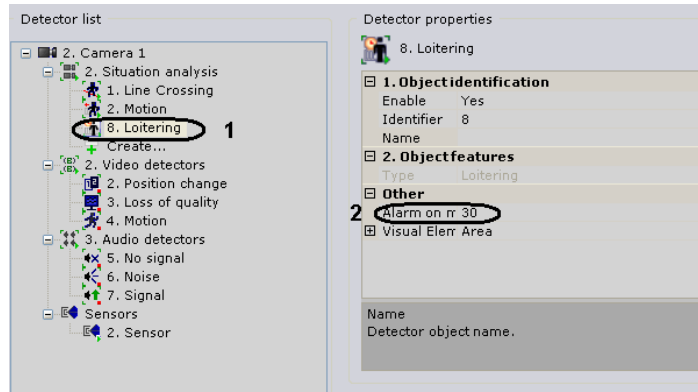 Detector list
2. Camera 1
2. Situation analysis
1. Line Crossing
2. Motion
8. Loitering
1
Create...
2. Video detectors
2. Position change
3. Loss of quality
4. Motion
3. Audio detectors
5. No signal
6. Noise
7. Signal
Sensors
2. Sensor
Detector properties
8. Loitering
1. Object identification
Enable Yes
Identifier 8
Name
2. Object features
Type Loitering
Other
2 Alarm on m 30
Visual Elem Area
Name
Detector object name.